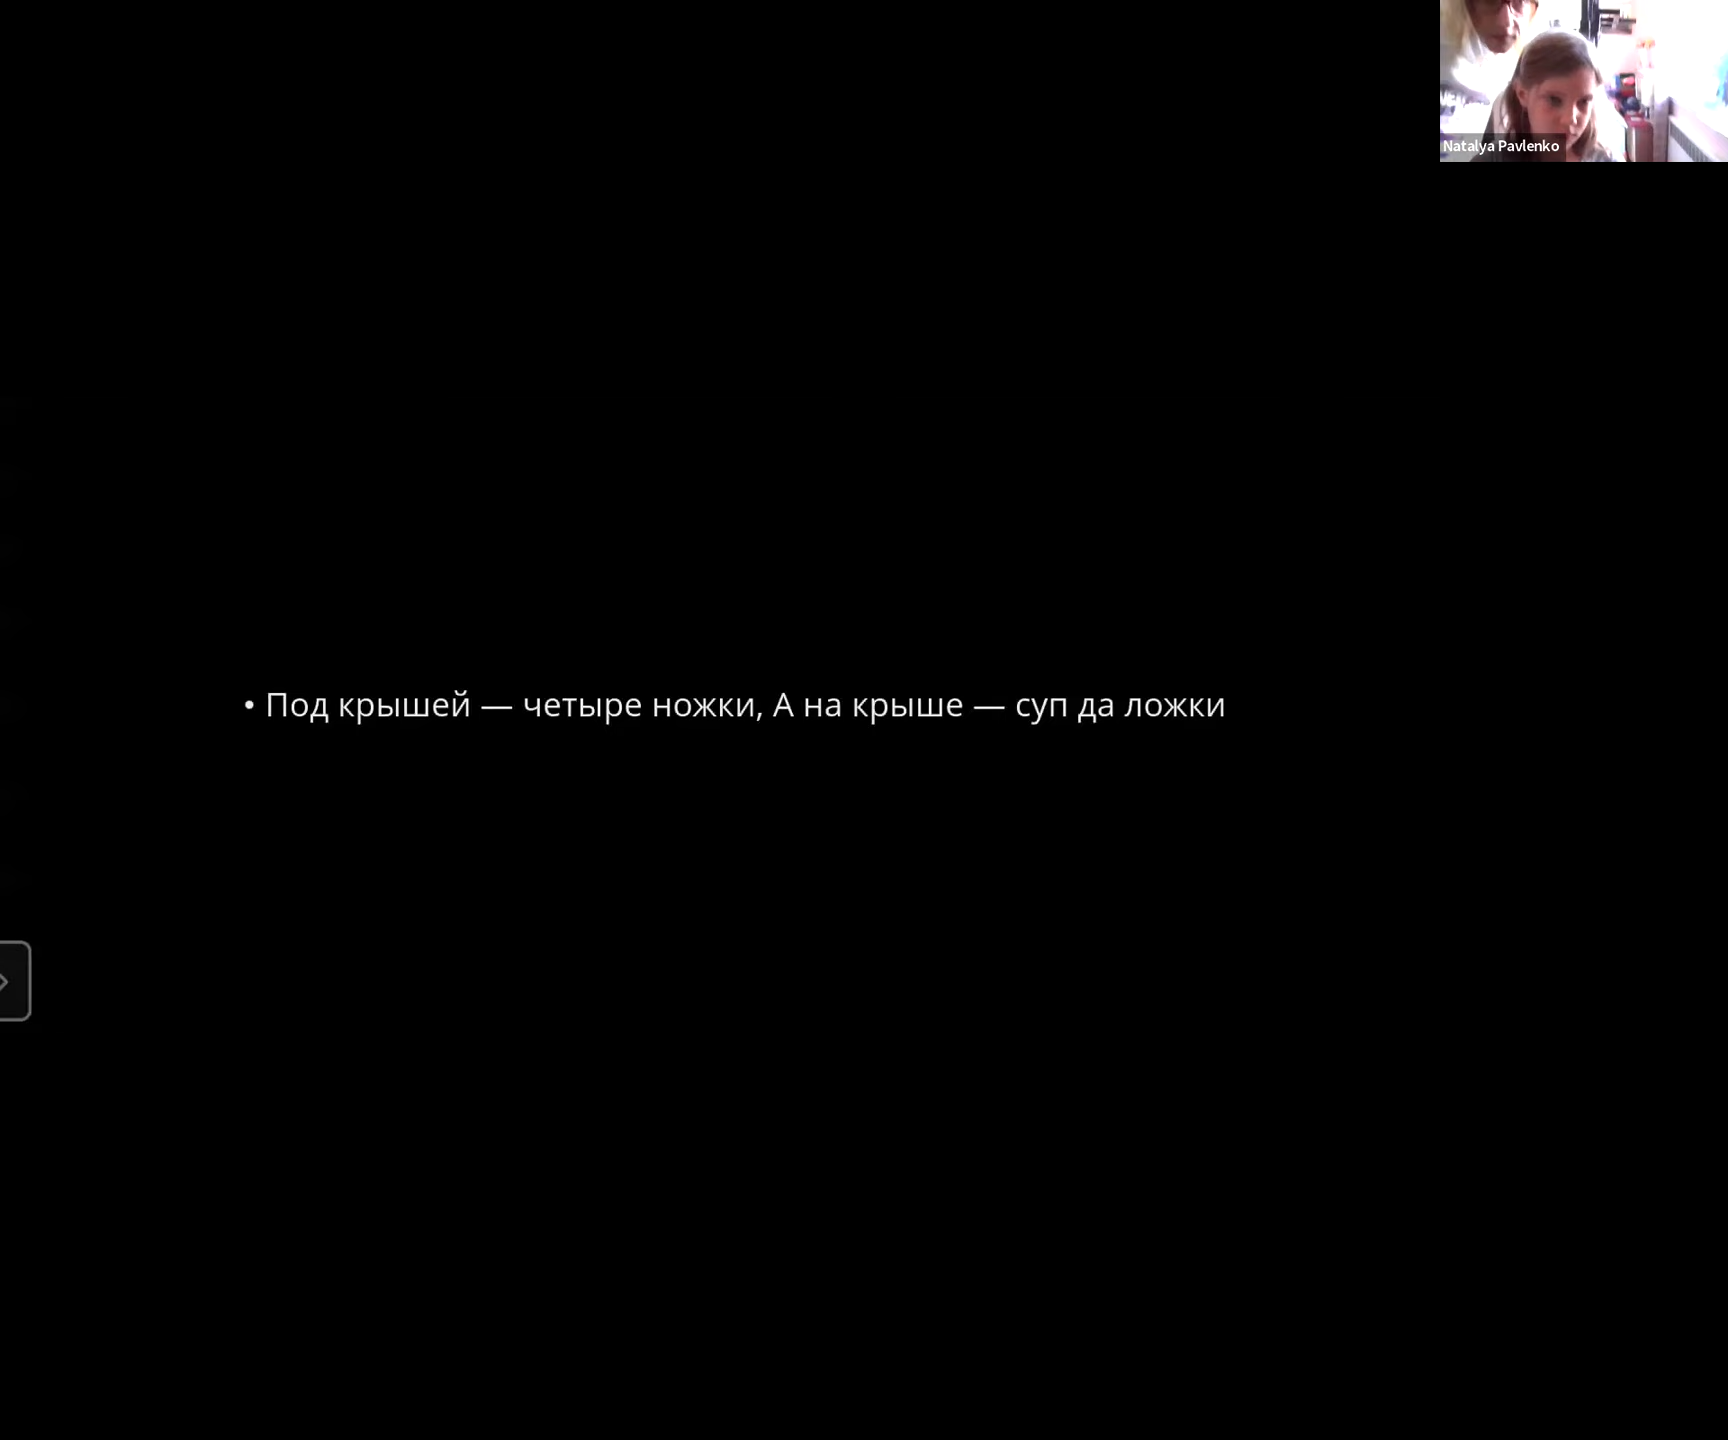 Natalya Pavlenko
• Под крышей — четыре ножки, А на крыше — суп да ложки